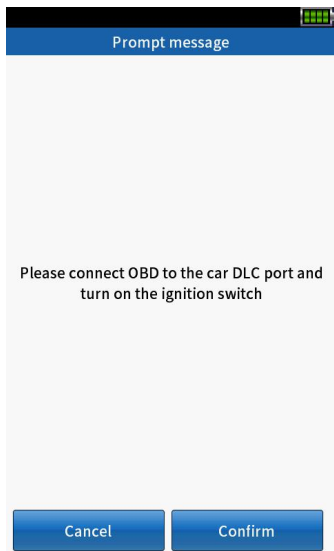 Prompt message
Please connect OBD to the car DLC port and
turn on the ignition switch
Cancel
Confirm